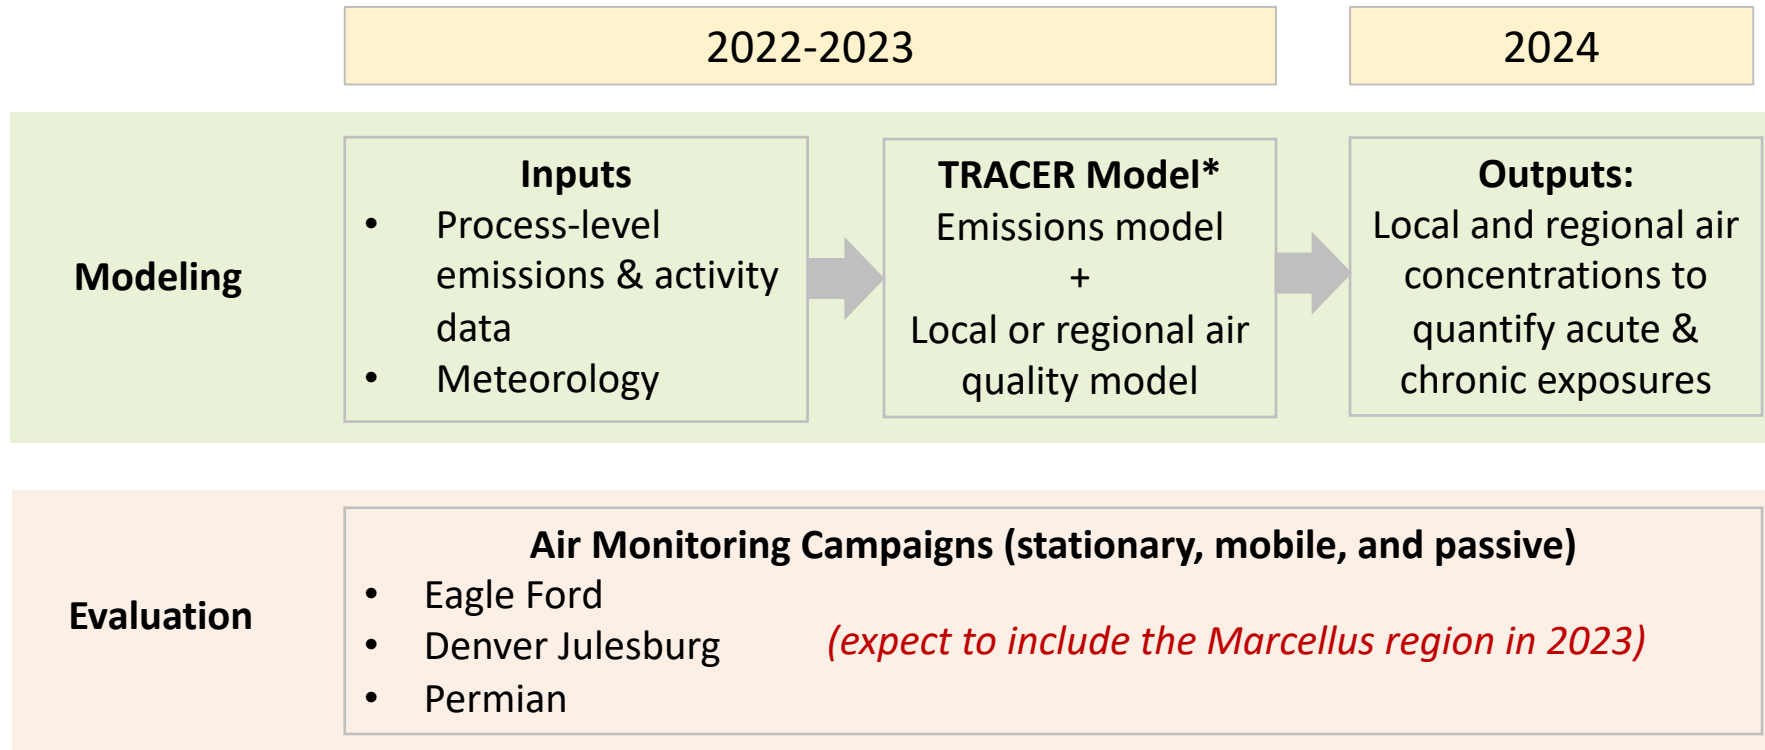 2022-2023
2024
Modeling
Inputs
• Process-level
emissions & activity
data
• Meteorology
TRACER Model*
Emissions model
+
Local or regional air
quality model
Outputs:
Local and regional air
concentrations to
quantify acute &
chronic exposures
Evaluation
Air Monitoring Campaigns (stationary, mobile, and passive)
• Eagle Ford
• Denver Julesburg
• Permian
(expect to include the Marcellus region in 2023)